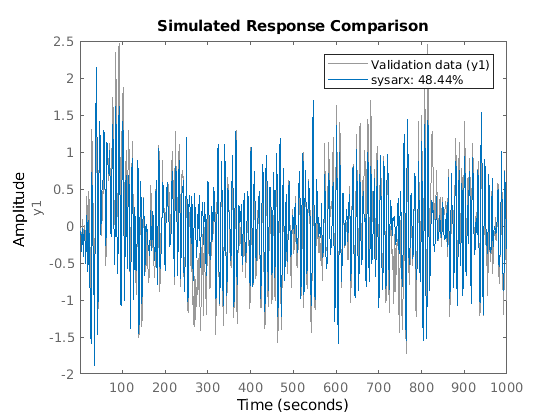 Simulated Response Comparison
2.5
2
1.5
1
0.5
0
-0.5
-1
-1.5
-2
Amplitude
y1
Validation data (y1)
sysarx: 48.44%
100 200 300 400 500 600 700 800 900 1000
Time (seconds)